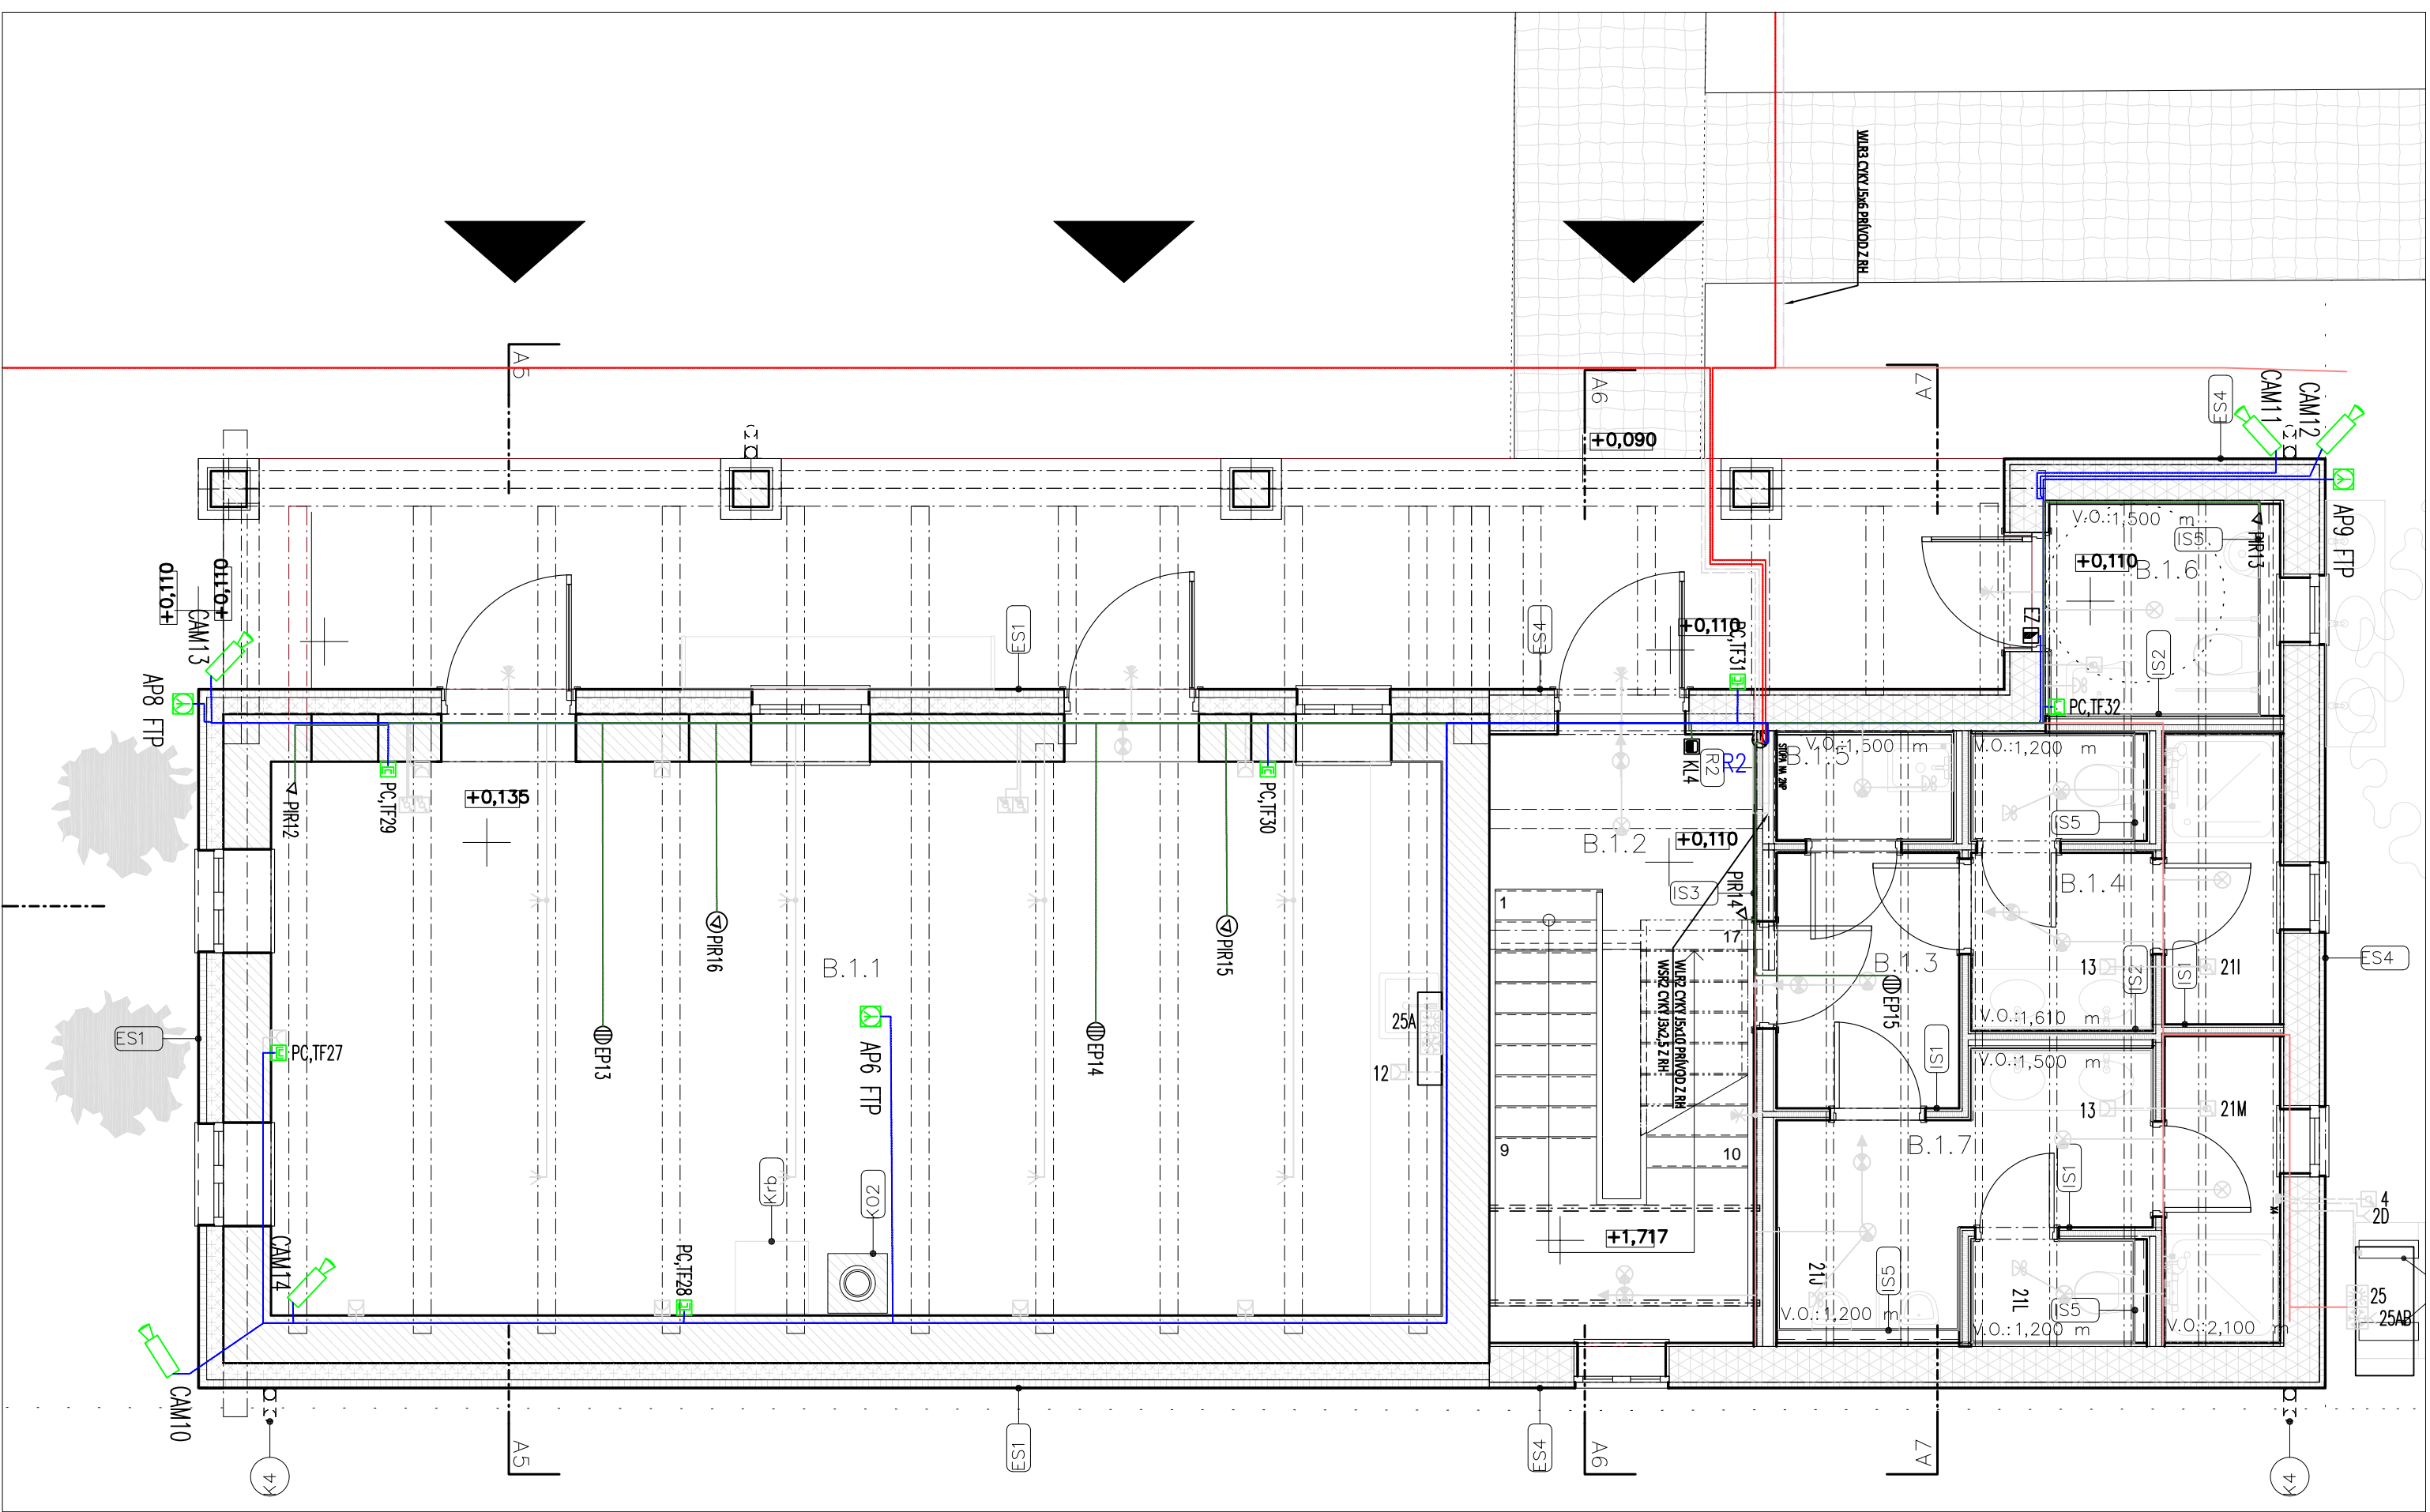 WLR3 CYKY J5x6 PRÍVOD Z RH
A5
A6
A7
+0,090
ES4
CAM11
CAM12
AP9 FTP
V.O.:1,500 m
IS5
PIR13
+0,110
B.1.6
EZ
IS2
PC,TF32
+0,110
+0,110
CAM13
AP8 FTP
ES1
ES4
+0,110
PC,TF31
KL4
R2
R2
STUPA NA 2NP
V.O.:1,500 m
B.1.5
V.O.:1,200 m
PIR12
PC,TF29
+0,135
PC,TF30
B.1.2
+0,110
IS5
IS3
PIR14
B.1.4
1
17
PIR16
PIR15
B.1.1
B.1.3
13
IS2
IS1
21I
ES4
WLR2 CYKY J5x10 PRÍVOD Z RH
WSR2 CYKY J3x2,5 Z RH
EP15
V.O.:1,610 m
ES1
PC,TF27
EP13
AP6 FTP
EP14
25A
12
IS1
V.O.:1,500 m
13
21M
9
10
B.1.7
IS1
Krb
K02
+1,717
4
2D
CAM14
PC,TF28
21J
IS5
21L
IS5
25
25AB
V.O.:1,200 m
V.O.:1,200 m
V.O.:2,100 m
CAM10
K4
A5
ES1
ES4
A6
A7
K4